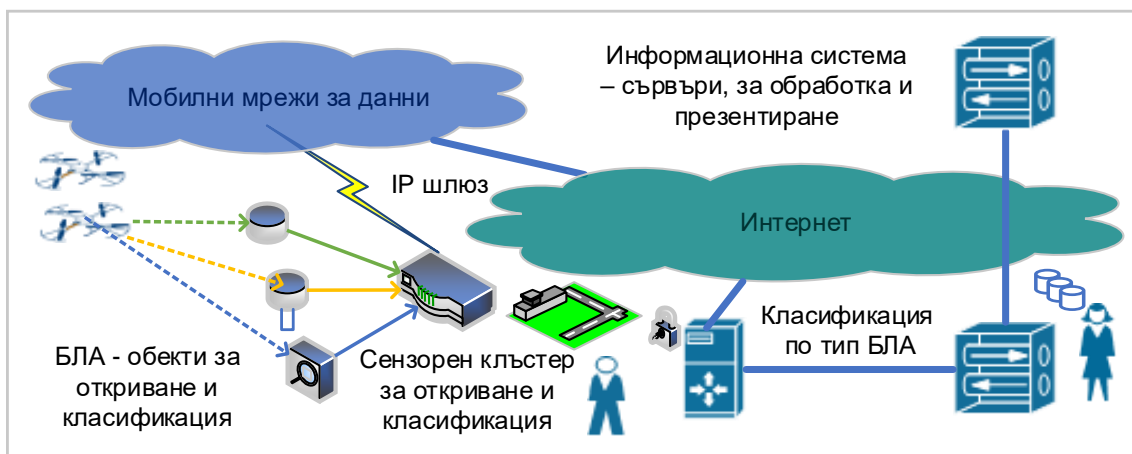 Информационна система
– сървъри, за обработка и
презентиране
Мобилни мрежи за данни
IP шлюз
Интернет
БЛА - обекти за
откриване и
класификация
Сензорен клъстер
за откриване и
класификация
Класификация
по тип БЛА